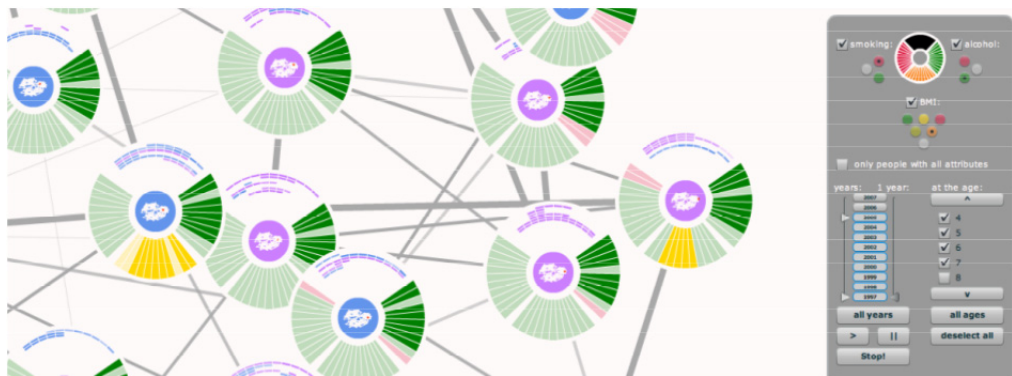 smoking:
alcohol:
BMI:
only people with all attributes
years:
1 year:
at the age:
2007
2006
2005
2004
2003
2002
2001
2000
1999
1998
1997
^
4
5
6
7
8
v
all years
all ages
>
||
deselect all
Stop!